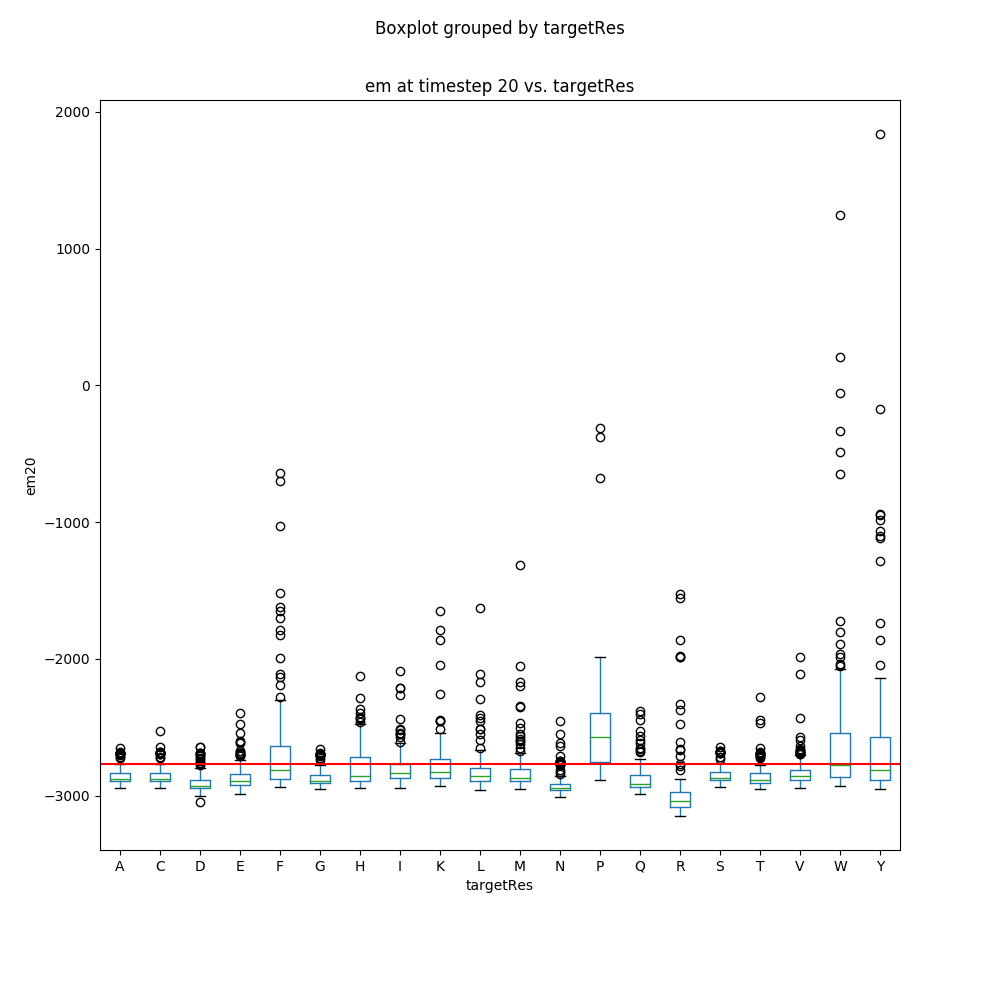 Boxplot grouped by targetRes
em at timestep 20 vs. targetRes
2000
1000
0
−1000
−2000
−3000
em20
A C D E F G H I K L M N P Q R S T V W Y
targetRes